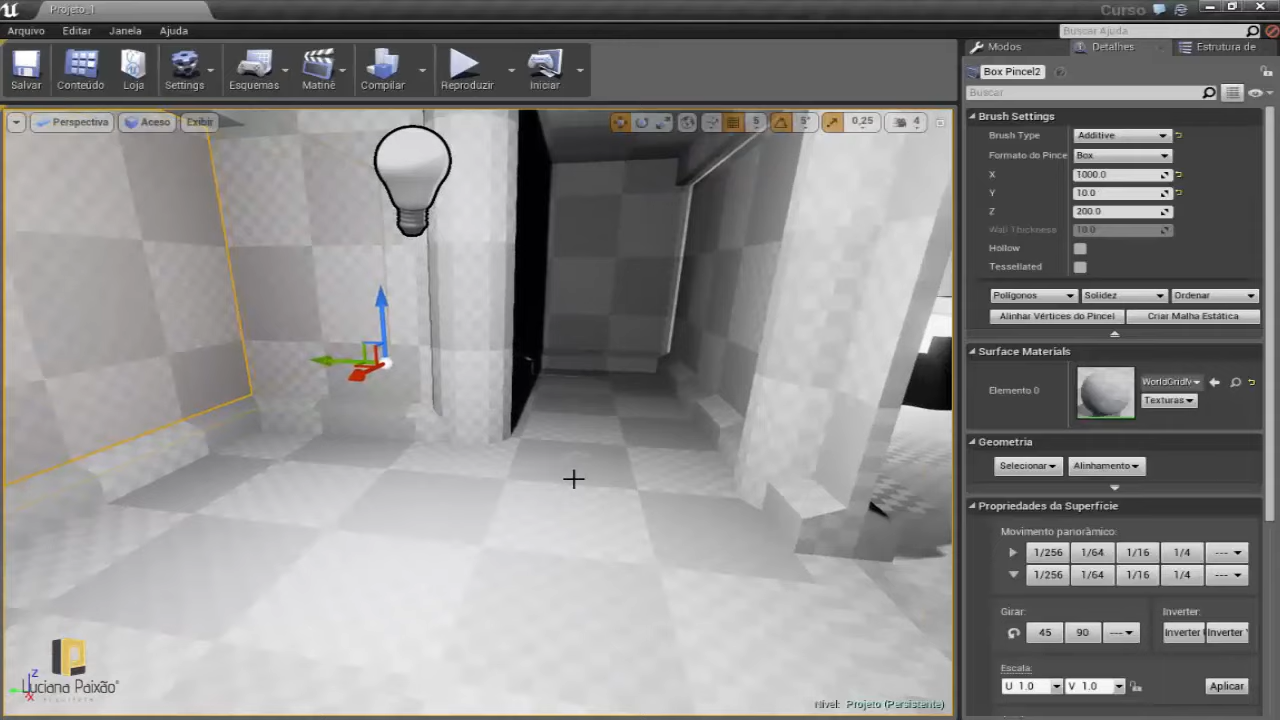 Projeto_1
Curso
Arquivo Editar Janela Ajuda
Buscar Ajuda
Salvar Conteúdo Loja Settings Esquemas Matinê Compilar Reproduzir Iniciar
Modos Detalhes Estrutura de
Box Pincel2
Buscar
Perspectiva Aceso Exibir
5 5° 0,25 4
Brush Settings
Brush Type Additive
Formato do Pince Box
X 1000.0
Y 10.0
Z 200.0
Wall Thickness 10.0
Hollow
Tessellated
Polígonos Solidez Ordenar
Alinhar Vértices do Pincel Criar Malha Estática
Surface Materials
Elemento 0 WorldGridM
Texturas
Geometria
Selecionar Alinhamento
Propriedades da Superfície
Movimento panorâmico:
1/256 1/64 1/16 1/4 ---
1/256 1/64 1/16 1/4 ---
Girar: Inverter:
45 90 --- Inverter Inverter
Escala:
U 1.0 V 1.0 Aplicar
Luciana Paixão
Z
X
Nível: Projeto (Persistente)